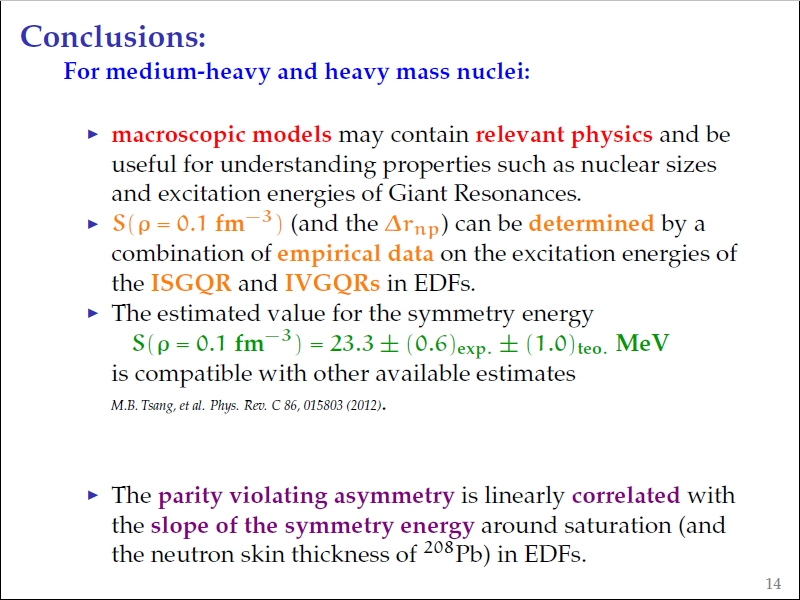 Conclusions:
For medium-heavy and heavy mass nuclei:
▶ macroscopic models may contain relevant physics and be
useful for understanding properties such as nuclear sizes
and excitation energies of Giant Resonances.
▶ S(ρ = 0.1 fm⁻³) (and the Δrₙₚ) can be determined by a
combination of empirical data on the excitation energies of
the ISGQR and IVGQRs in EDFs.
▶ The estimated value for the symmetry energy
S(ρ = 0.1 fm⁻³) = 23.3 ± (0.6)exp. ± (1.0)teo. MeV
is compatible with other available estimates
M.B. Tsang, et al. Phys. Rev. C 86, 015803 (2012).
▶ The parity violating asymmetry is linearly correlated with
the slope of the symmetry energy around saturation (and
the neutron skin thickness of ²⁰⁸Pb) in EDFs.
14